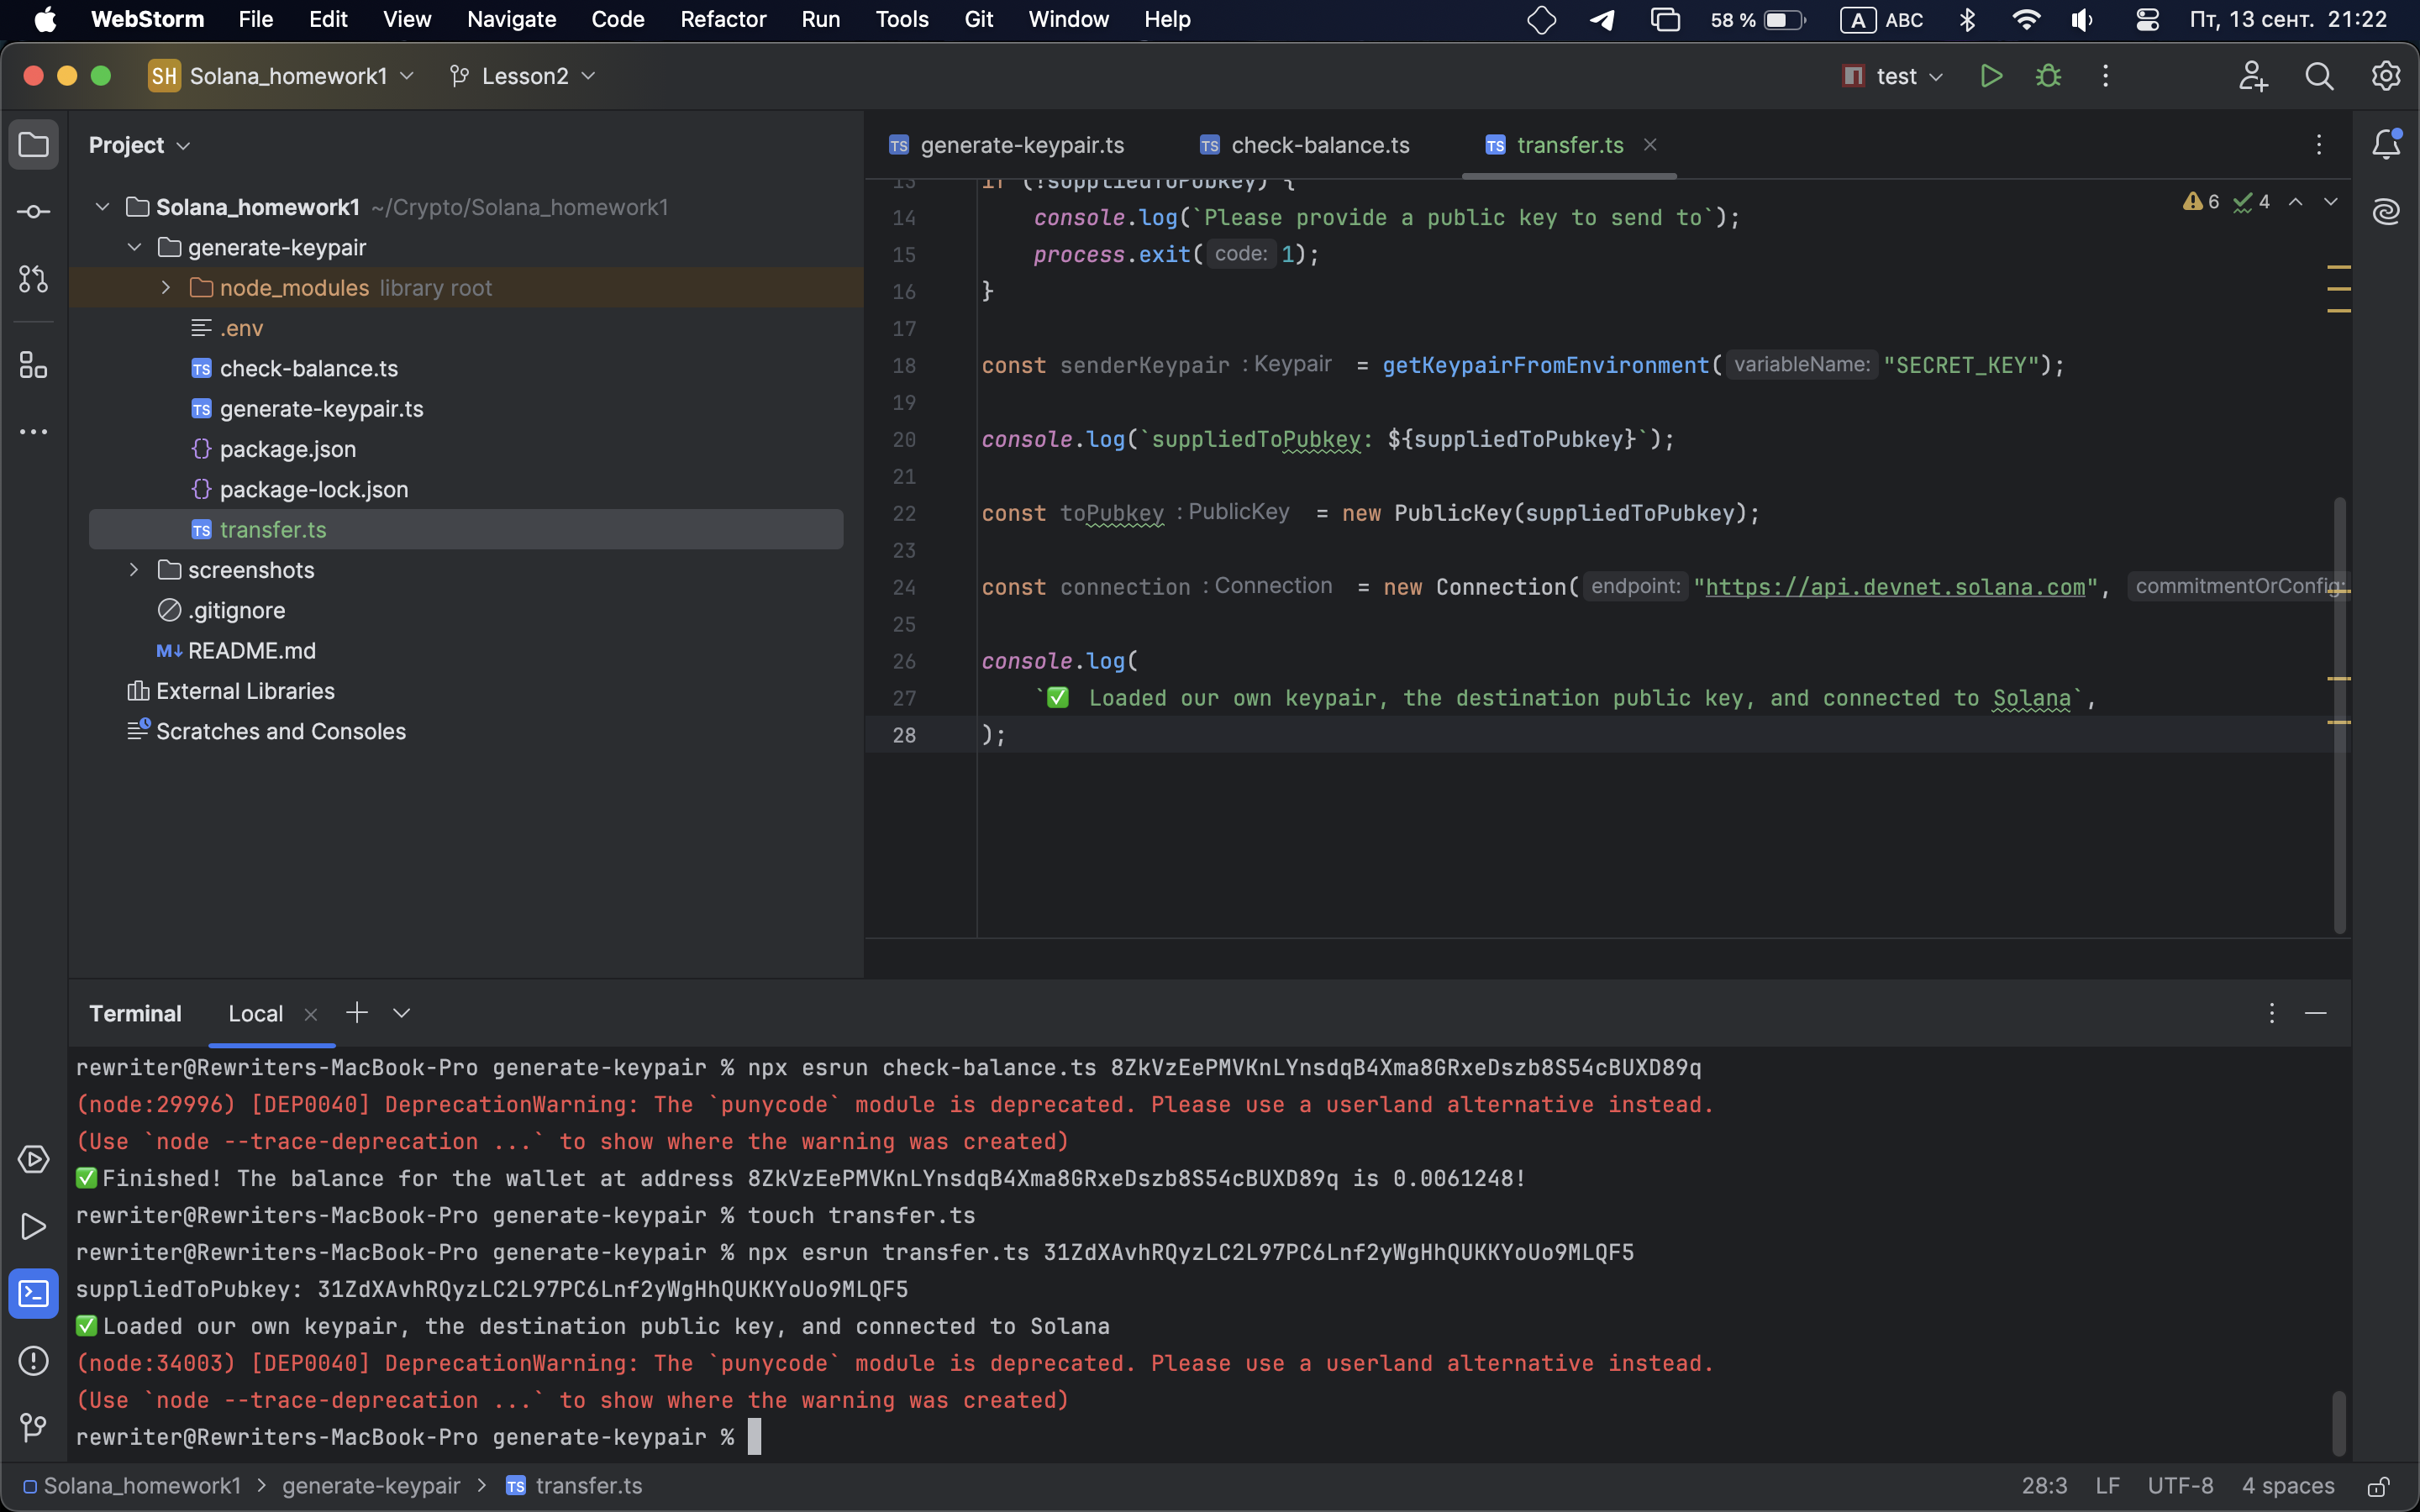 WebStorm File Edit View Navigate Code Refactor Run Tools Git Window Help 58 % A ABC Пт, 13 сент. 21:22
SH Solana_homework1 Lesson2 test
Project
Solana_homework1 ~/Crypto/Solana_homework1
generate-keypair
node_modules library root
.env
TS check-balance.ts
TS generate-keypair.ts
{} package.json
{} package-lock.json
TS transfer.ts
screenshots
.gitignore
M↓ README.md
External Libraries
Scratches and Consoles
TS generate-keypair.ts TS check-balance.ts TS transfer.ts
6 4
13 if (!suppliedToPubkey) {
14 console.log(`Please provide a public key to send to`);
15 process.exit( code: 1);
16 }
17
18 const senderKeypair : Keypair = getKeypairFromEnvironment( variableName: "SECRET_KEY");
19
20 console.log(`suppliedToPubkey: ${suppliedToPubkey}`);
21
22 const toPubkey : PublicKey = new PublicKey(suppliedToPubkey);
23
24 const connection : Connection = new Connection( endpoint: "https://api.devnet.solana.com", commitmentOrConfig:
25
26 console.log(
27 `✅ Loaded our own keypair, the destination public key, and connected to Solana`,
28 );
Terminal Local
rewriter@Rewriters-MacBook-Pro generate-keypair % npx esrun check-balance.ts 8ZkVzEePMVKnLYnsdqB4Xma8GRxeDszb8S54cBUXD89q
(node:29996) [DEP0040] DeprecationWarning: The `punycode` module is deprecated. Please use a userland alternative instead.
(Use `node --trace-deprecation ...` to show where the warning was created)
✅ Finished! The balance for the wallet at address 8ZkVzEePMVKnLYnsdqB4Xma8GRxeDszb8S54cBUXD89q is 0.0061248!
rewriter@Rewriters-MacBook-Pro generate-keypair % touch transfer.ts
rewriter@Rewriters-MacBook-Pro generate-keypair % npx esrun transfer.ts 31ZdXAvhRQyzLC2L97PC6Lnf2yWgHhQUKKYoUo9MLQF5
suppliedToPubkey: 31ZdXAvhRQyzLC2L97PC6Lnf2yWgHhQUKKYoUo9MLQF5
✅ Loaded our own keypair, the destination public key, and connected to Solana
(node:34003) [DEP0040] DeprecationWarning: The `punycode` module is deprecated. Please use a userland alternative instead.
(Use `node --trace-deprecation ...` to show where the warning was created)
rewriter@Rewriters-MacBook-Pro generate-keypair %
Solana_homework1 > generate-keypair > TS transfer.ts 28:3 LF UTF-8 4 spaces